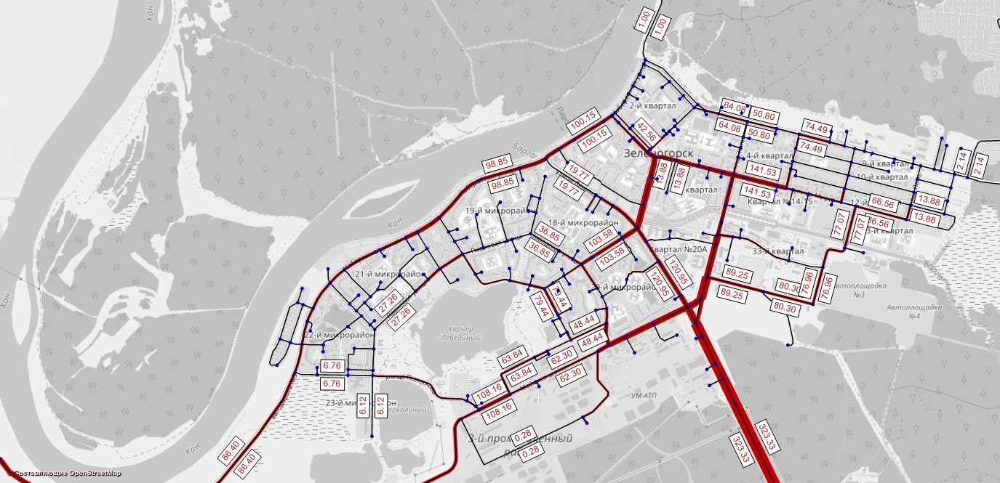 Кан
1.00
1.00
2-й квартал
100.15
100.15
42.56
64.08
50.80
64.08
50.80
74.49
74.49
Зеленогорск
Барга
98.85
98.85
19.77
19.77
13.88
квартал
4-й квартал
9-й квартал
10-й квартал
2.14
2.14
141.53
141.53
Квартал №14-15
12-й
66.56
13.88
13.88
77.07
77.07
19-й микрорайон
18-й микрорайон
Кан
36.85
36.85
103.58
103.58
Парковая улица
Квартал №20А
33-й квартал
120.95
120.95
89.25
89.25
80.30
80.30
76.96
76.96
Барга
Автоплощадка
№3
Автоплощадка
№4
21-й микрорайон
20-й микрорайон
27.26
27.26
79.44
48.44
48.44
Карьер
"Лебединый"
22-й микрорайон
Кан
63.84
63.84
62.30
62.30
108.16
108.16
6.76
6.76
6.12
6.12
УМ АТП
Кан
86.40
86.40
0.28
0.28
323.33
323.33
Составляющие OpenStreetMap